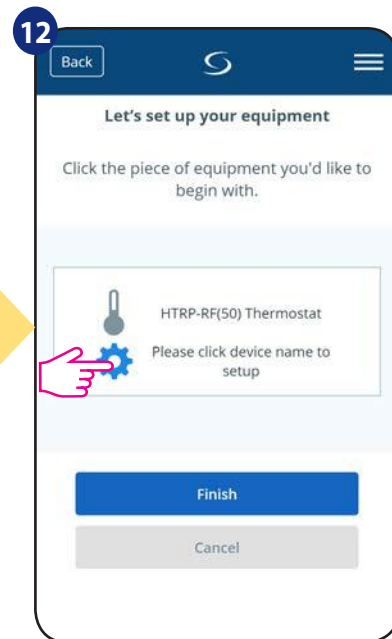 12
Back
Let's set up your equipment
Click the piece of equipment you'd like to
begin with.
HTRP-RF(50) Thermostat
Please click device name to
setup
Finish
Cancel